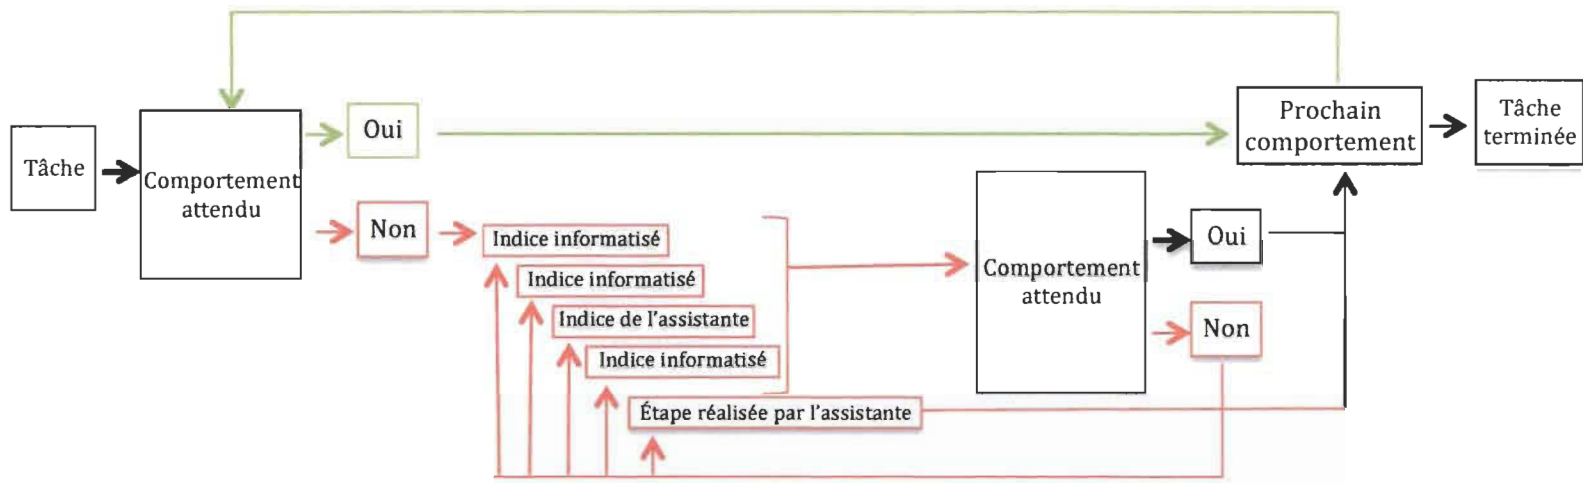 Tâche
Comportement
attendu
Oui
Non
Indice informatisé
Indice informatisé
Indice de l'assistante
Indice informatisé
Étape réalisée par l'assistante
Comportement
attendu
Oui
Non
Prochain
comportement
Tâche
terminée